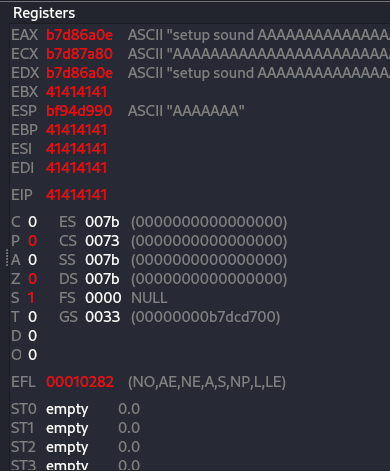 Registers
EAX b7d86a0e ASCII "setup sound AAAAAAAAAAAAAAA
ECX b7d87a80 ASCII "AAAAAAAAAAAAAAAAAAAAAAAAA
EDX b7d86a0e ASCII "setup sound AAAAAAAAAAAAAAA
EBX 41414141
ESP bf94d990 ASCII "AAAAAAA"
EBP 41414141
ESI 41414141
EDI 41414141
EIP 41414141
C 0 ES 007b (0000000000000000)
P 0 CS 0073 (0000000000000000)
A 0 SS 007b (0000000000000000)
Z 0 DS 007b (0000000000000000)
S 1 FS 0000 NULL
T 0 GS 0033 (00000000b7dcd700)
D 0
O 0
EFL 00010282 (NO,AE,NE,A,S,NP,L,LE)
ST0 empty 0.0
ST1 empty 0.0
ST2 empty 0.0
ST3 empty 0.0